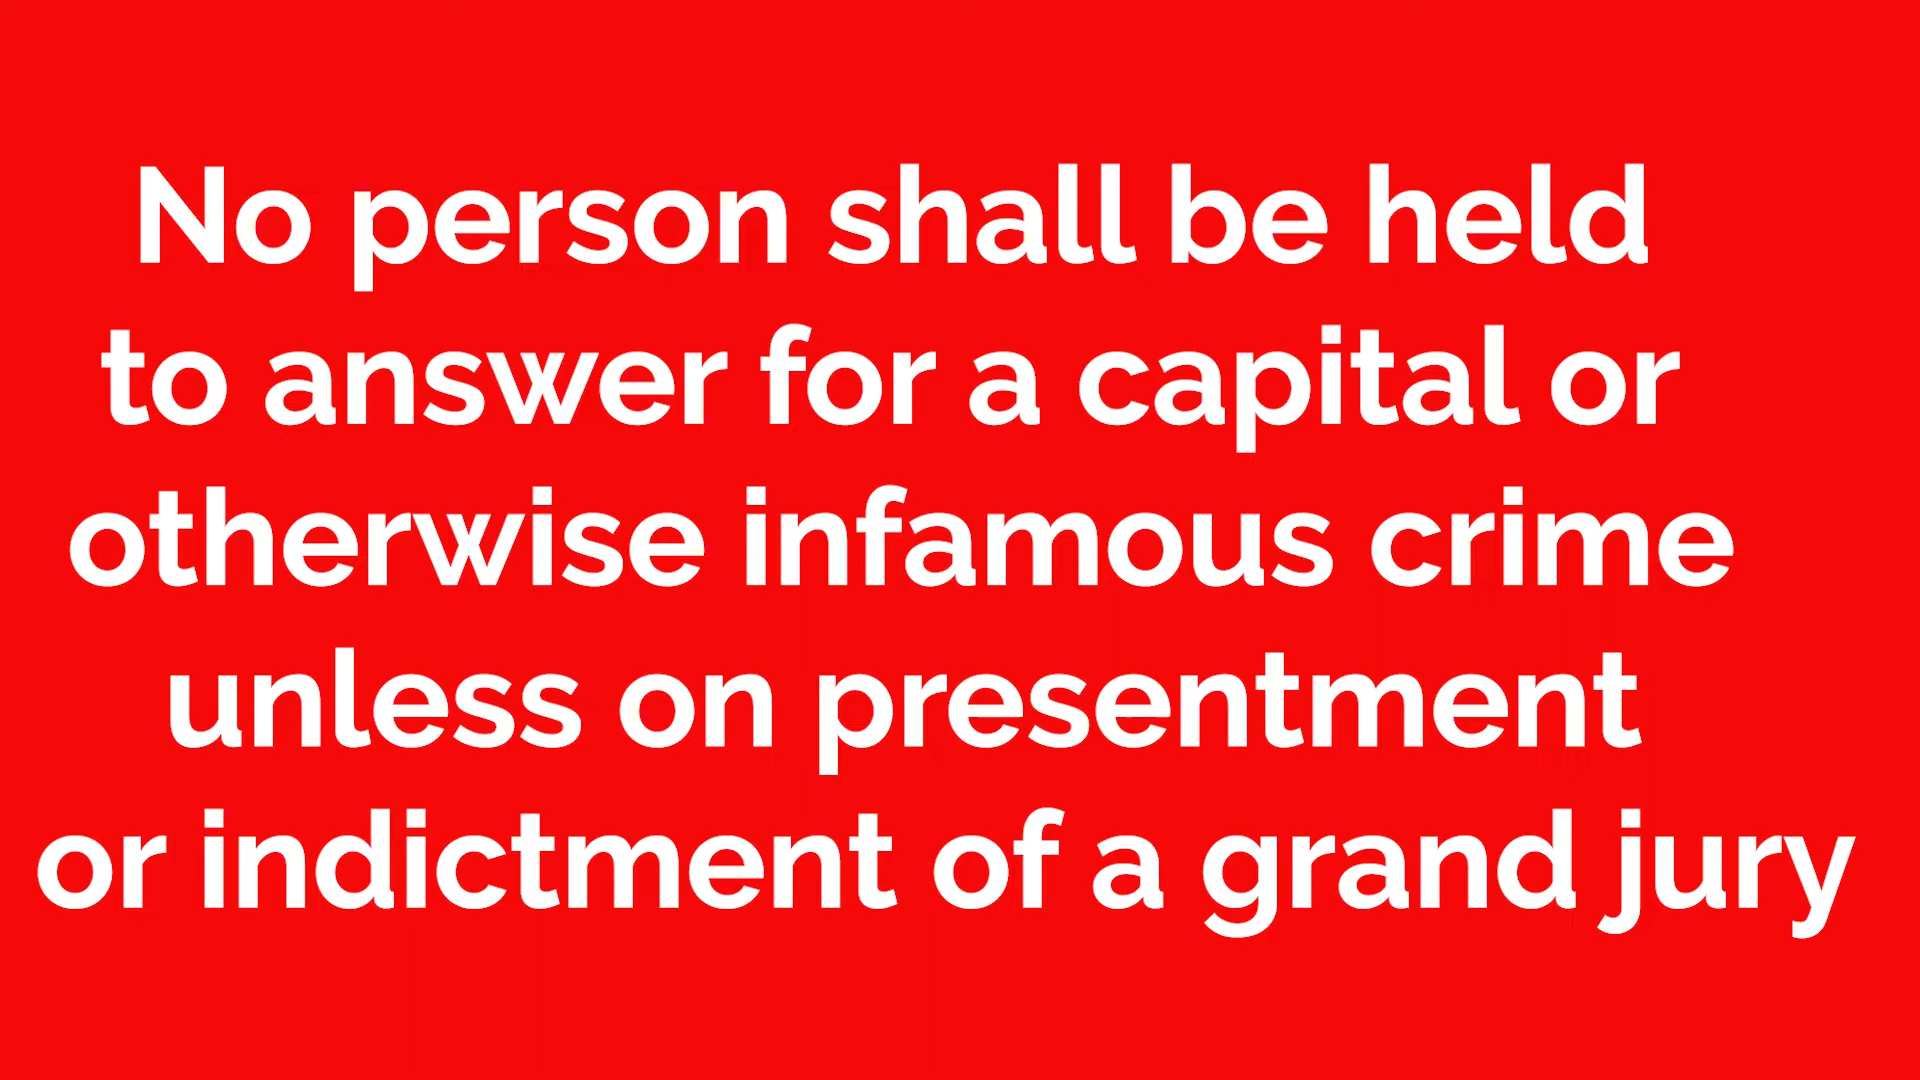 No person shall be held
to answer for a capital or
otherwise infamous crime
unless on presentment
or indictment of a grand jury